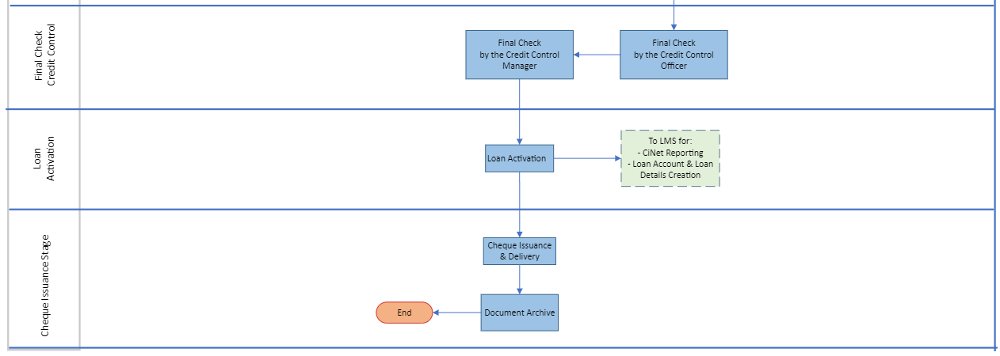 Final Check
Credit Control
Final Check
by the Credit Control
Manager
Final Check
by the Credit Control
Officer
Loan
Activation
Loan Activation
To LMS for:
- CiNet Reporting
- Loan Account & Loan
Details Creation
Cheque Issuance Stage
Cheque Issuance
& Delivery
End
Document Archive